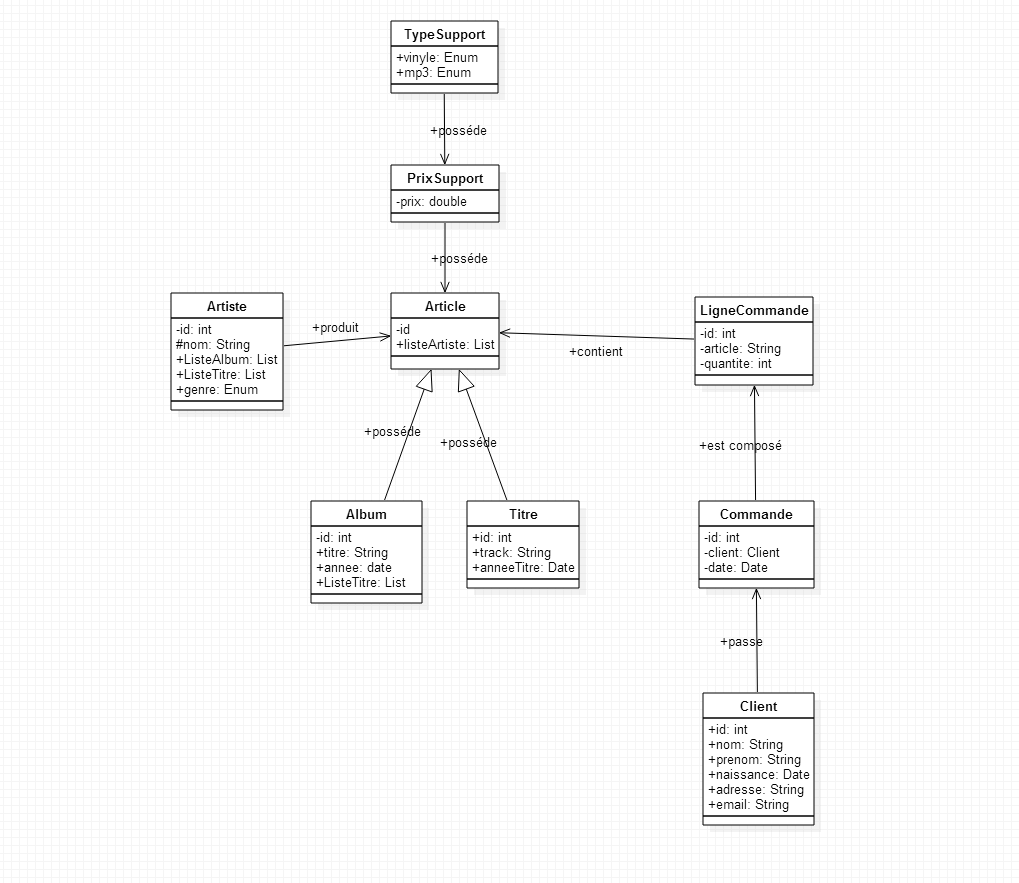 TypeSupport
+vinyle: Enum
+mp3: Enum
+posséde
PrixSupport
-prix: double
+posséde
Artiste
-id: int
#nom: String
+ListeAlbum: List
+ListeTitre: List
+genre: Enum
+produit
Article
-id
+listeArtiste: List
+contient
LigneCommande
-id: int
-article: String
-quantite: int
+posséde
+posséde
+est composé
Album
-id: int
+titre: String
+annee: date
+ListeTitre: List
Titre
+id: int
+track: String
+anneeTitre: Date
Commande
-id: int
-client: Client
-date: Date
+passe
Client
+id: int
+nom: String
+prenom: String
+naissance: Date
+adresse: String
+email: String